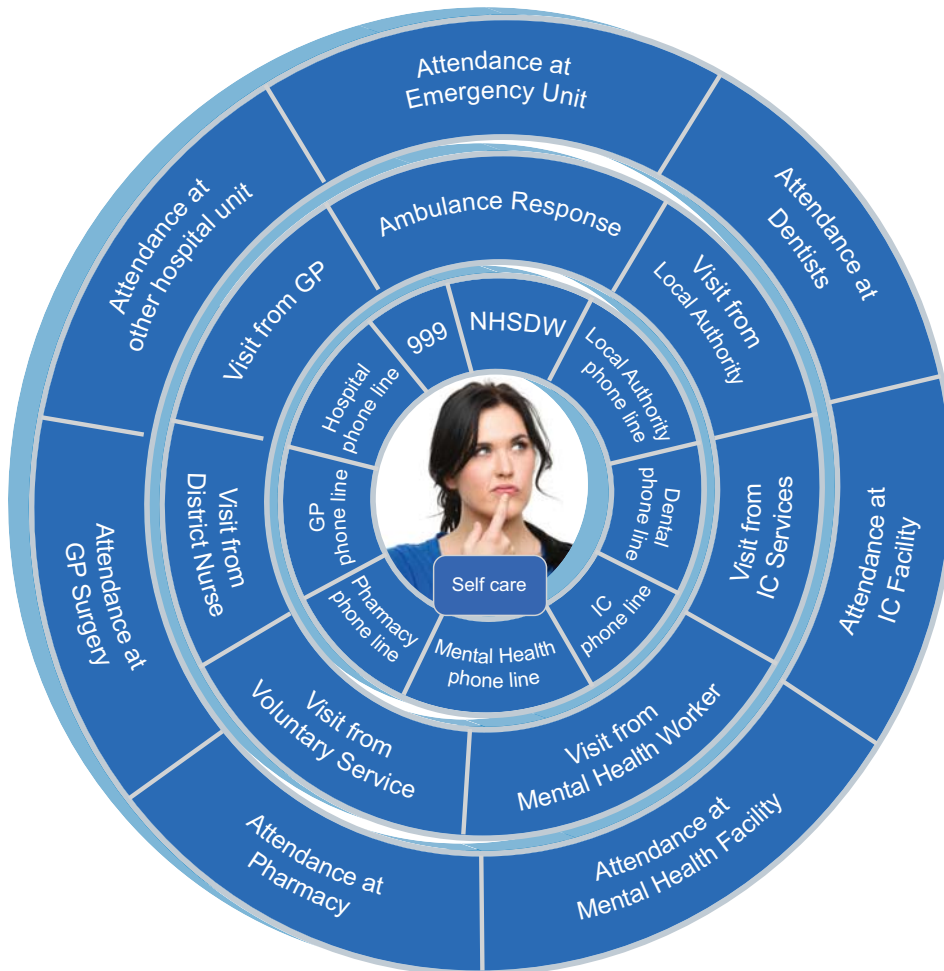 Attendance at
Emergency Unit
Attendance at
Dentists
Attendance at
IC Facility
Attendance at
Mental Health Facility
Attendance at
Pharmacy
Attendance at
GP Surgery
Attendance at
other hospital unit
Ambulance Response
Visit from
Local Authority
Visit from
IC Services
Visit from
Mental Health Worker
Visit from
Voluntary Service
Visit from
District Nurse
Visit from GP
999
NHSDW
Local Authority
phone line
Dental
phone line
IC
phone line
Mental Health
phone line
Pharmacy
phone line
GP
phone line
Hospital
phone line
Self care